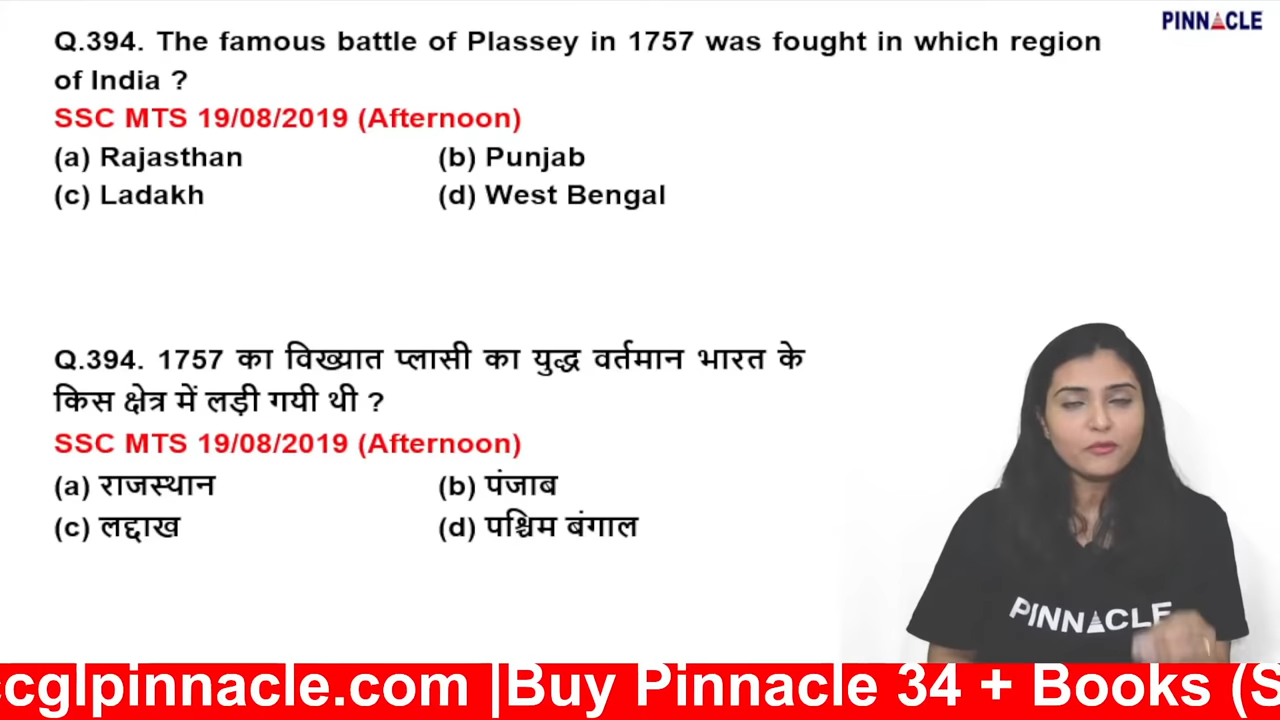 PINNACLE
Q.394. The famous battle of Plassey in 1757 was fought in which region
of India ?
SSC MTS 19/08/2019 (Afternoon)
(a) Rajasthan (b) Punjab
(c) Ladakh (d) West Bengal
Q.394. 1757 का विख्यात प्लासी का युद्ध वर्तमान भारत के
किस क्षेत्र में लड़ी गयी थी ?
SSC MTS 19/08/2019 (Afternoon)
(a) राजस्थान (b) पंजाब
(c) लद्दाख (d) पश्चिम बंगाल
PINNACLE
cglpinnacle.com |Buy Pinnacle 34 + Books (S